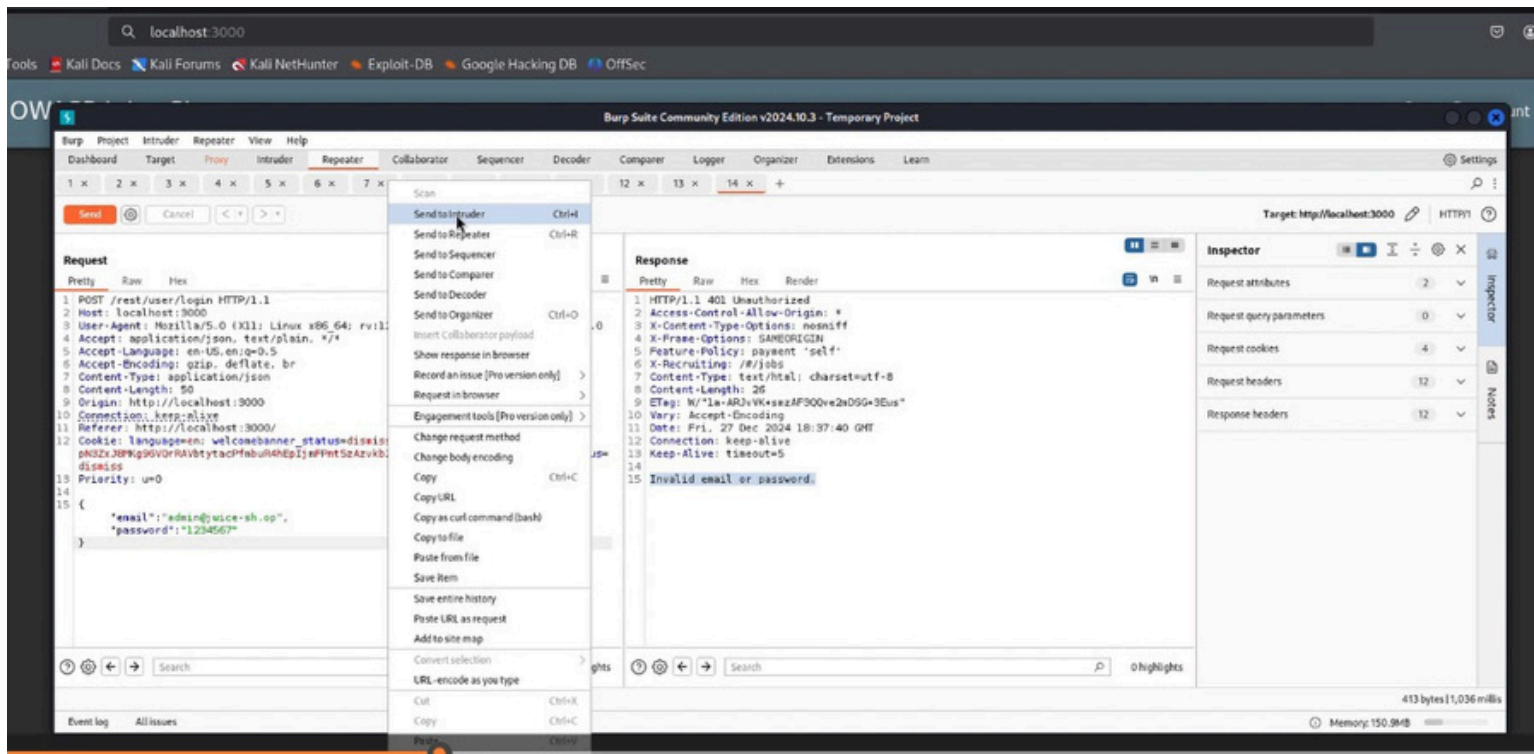 localhost:3000
Tools Kali Docs Kali Forums Kali NetHunter Exploit-DB Google Hacking DB OffSec
Burp Suite Community Edition v2024.10.3 - Temporary Project
Burp Project Intruder Repeater View Help
Dashboard Target Proxy Intruder Repeater Collaborator Sequencer Decoder Comparer Logger Organizer Extensions Learn Settings
1 × 2 × 3 × 4 × 5 × 6 × 7 × 12 × 13 × 14 × +
Send Cancel < > Target: http://localhost:3000 HTTP/1
Request
Pretty Raw Hex
1 POST /rest/user/login HTTP/1.1
2 Host: localhost:3000
3 User-Agent: Mozilla/5.0 (X11; Linux x86_64; rv:1
4 Accept: application/json, text/plain, */*
5 Accept-Language: en-US,en;q=0.5
6 Accept-Encoding: gzip, deflate, br
7 Content-Type: application/json
8 Content-Length: 50
9 Origin: http://localhost:3000
10 Connection: keep-alive
11 Referer: http://localhost:3000/
12 Cookie: language=en; welcomebanner_status=dismiss
dismiss
13 Priority: u=0
14
15 {
"email":"admin@juice-sh.op",
"password":"1234567"
}
Scan
Send to Intruder Ctrl+I
Send to Repeater Ctrl+R
Send to Sequencer
Send to Comparer
Send to Decoder
Send to Organizer Ctrl+O
Insert Collaborator payload
Show response in browser
Record an issue [Pro version only] >
Request in browser >
Engagement tools [Pro version only] >
Change request method
Change body encoding
Copy Ctrl+C
Copy URL
Copy as curl command (bash)
Copy to file
Paste from file
Save item
Save entire history
Paste URL as request
Add to site map
Convert selection >
URL-encode as you type
Cut Ctrl+X
Copy Ctrl+C
Paste Ctrl+V
Response
Pretty Raw Hex Render
1 HTTP/1.1 401 Unauthorized
2 Access-Control-Allow-Origin: *
3 X-Content-Type-Options: nosniff
4 X-Frame-Options: SAMEORIGIN
5 Feature-Policy: payment 'self'
6 X-Recruiting: /#/jobs
7 Content-Type: text/html; charset=utf-8
8 Content-Length: 26
9 ETag:
10 Vary: Accept-Encoding
11 Date: Fri, 27 Dec 2024 18:37:40 GMT
12 Connection: keep-alive
13 Keep-Alive: timeout=5
14
15 Invalid email or password.
Inspector
Request attributes 2
Request query parameters 0
Request cookies 4
Request headers 12
Response headers 12
Inspector
Notes
Search
Search 0 highlights
413 bytes | 1,036 millis
Event log All issues Memory: 150.9MB